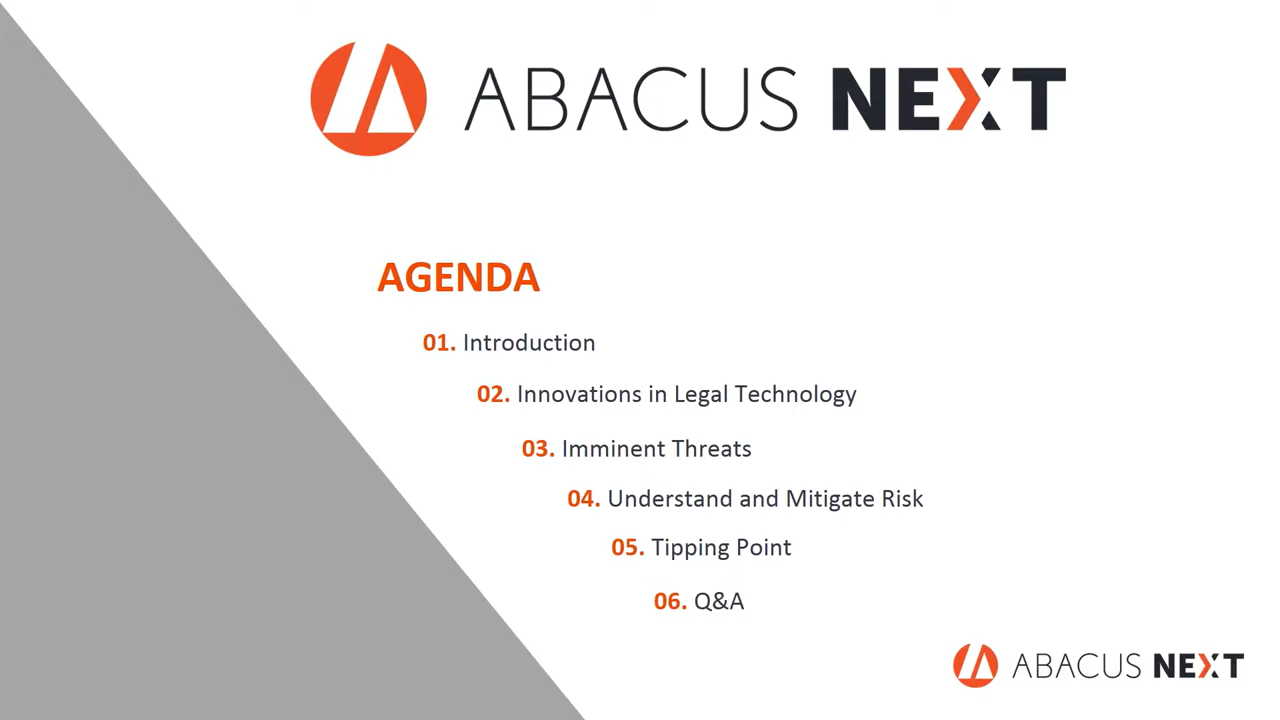 ABACUS NEXT
AGENDA
01. Introduction
02. Innovations in Legal Technology
03. Imminent Threats
04. Understand and Mitigate Risk
05. Tipping Point
06. Q&A
ABACUS NEXT